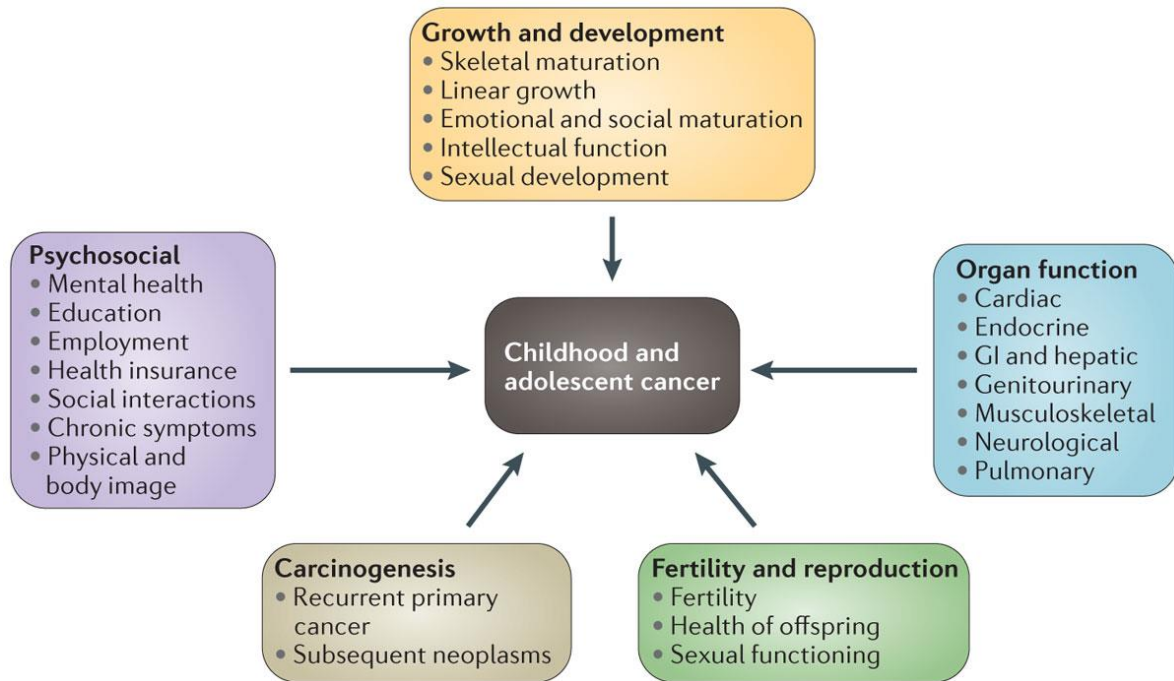 Growth and development
• Skeletal maturation
• Linear growth
• Emotional and social maturation
• Intellectual function
• Sexual development
Psychosocial
• Mental health
• Education
• Employment
• Health insurance
• Social interactions
• Chronic symptoms
• Physical and
body image
Childhood and
adolescent cancer
Organ function
• Cardiac
• Endocrine
• GI and hepatic
• Genitourinary
• Musculoskeletal
• Neurological
• Pulmonary
Carcinogenesis
• Recurrent primary
cancer
• Subsequent neoplasms
Fertility and reproduction
• Fertility
• Health of offspring
• Sexual functioning